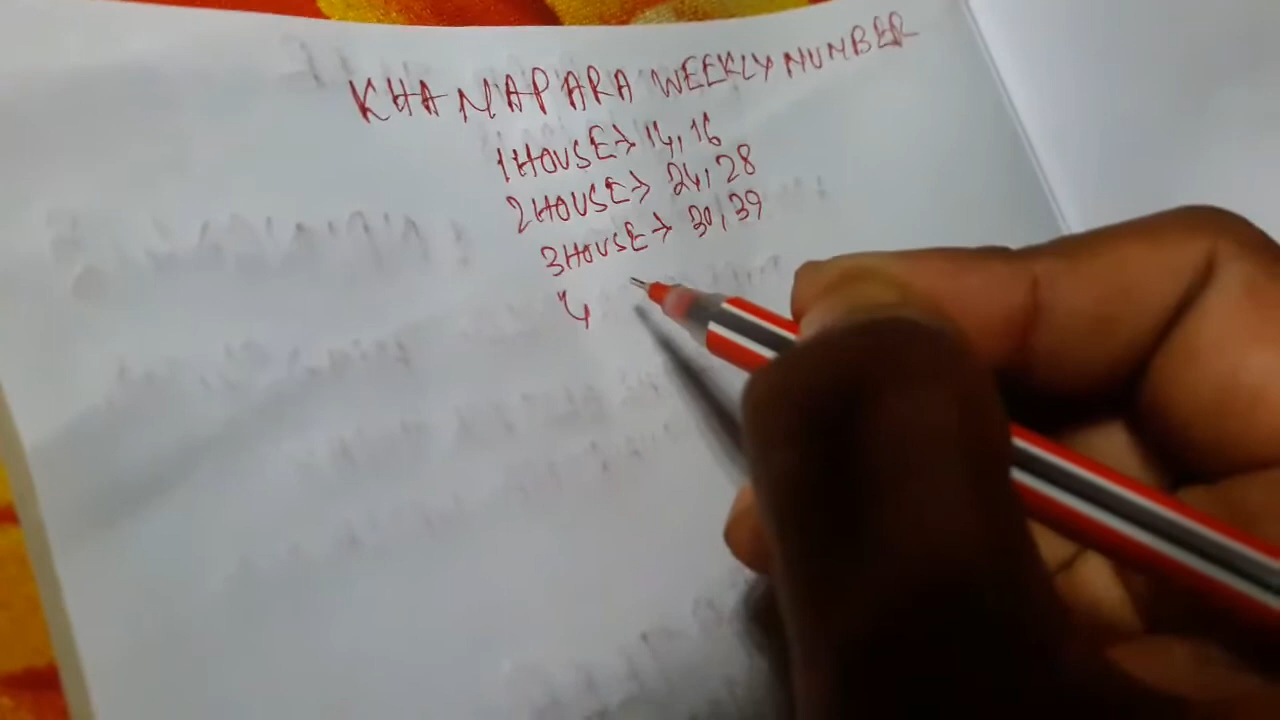 KHANAPARA WEEKLY NUMBER
1HOUSE→ 14, 16
2HOUSE→ 24, 28
3HOUSE→ 30, 39
4